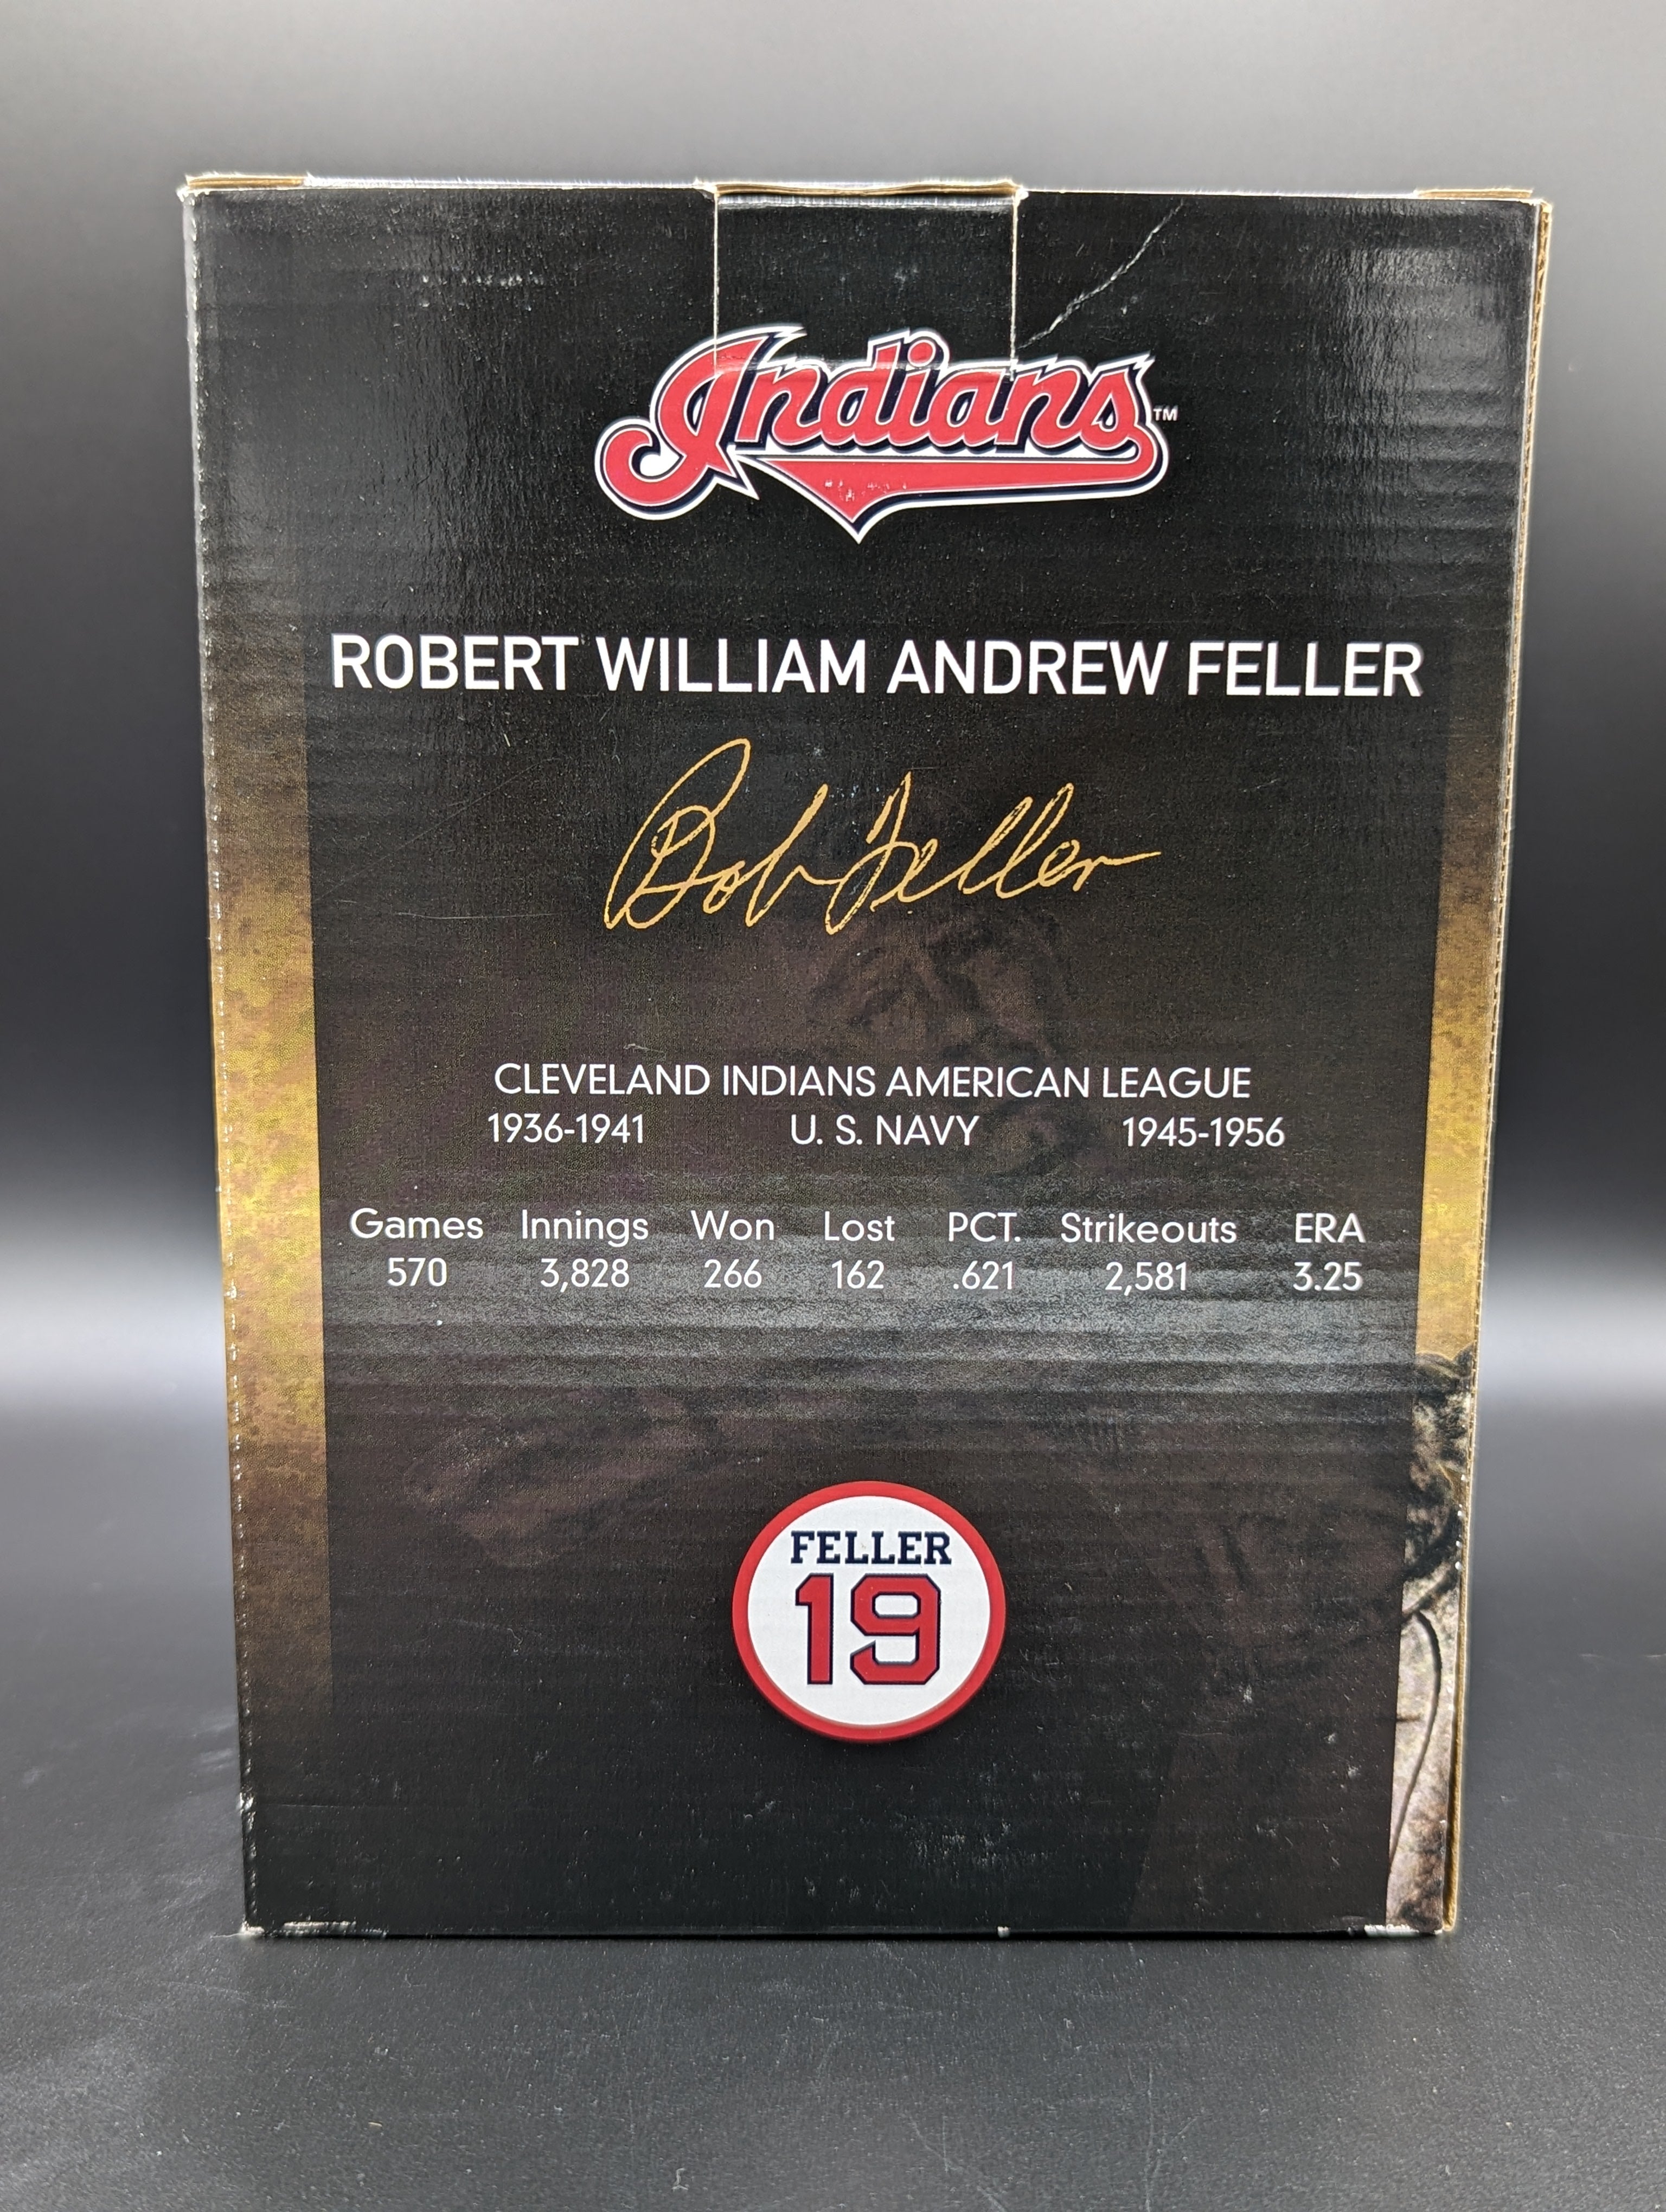 Indians™
ROBERT WILLIAM ANDREW FELLER
Bob Feller
CLEVELAND INDIANS AMERICAN LEAGUE
1936-1941 U. S. NAVY 1945-1956
Games Innings Won Lost PCT. Strikeouts ERA
570 3,828 266 162 .621 2,581 3.25
FELLER
19